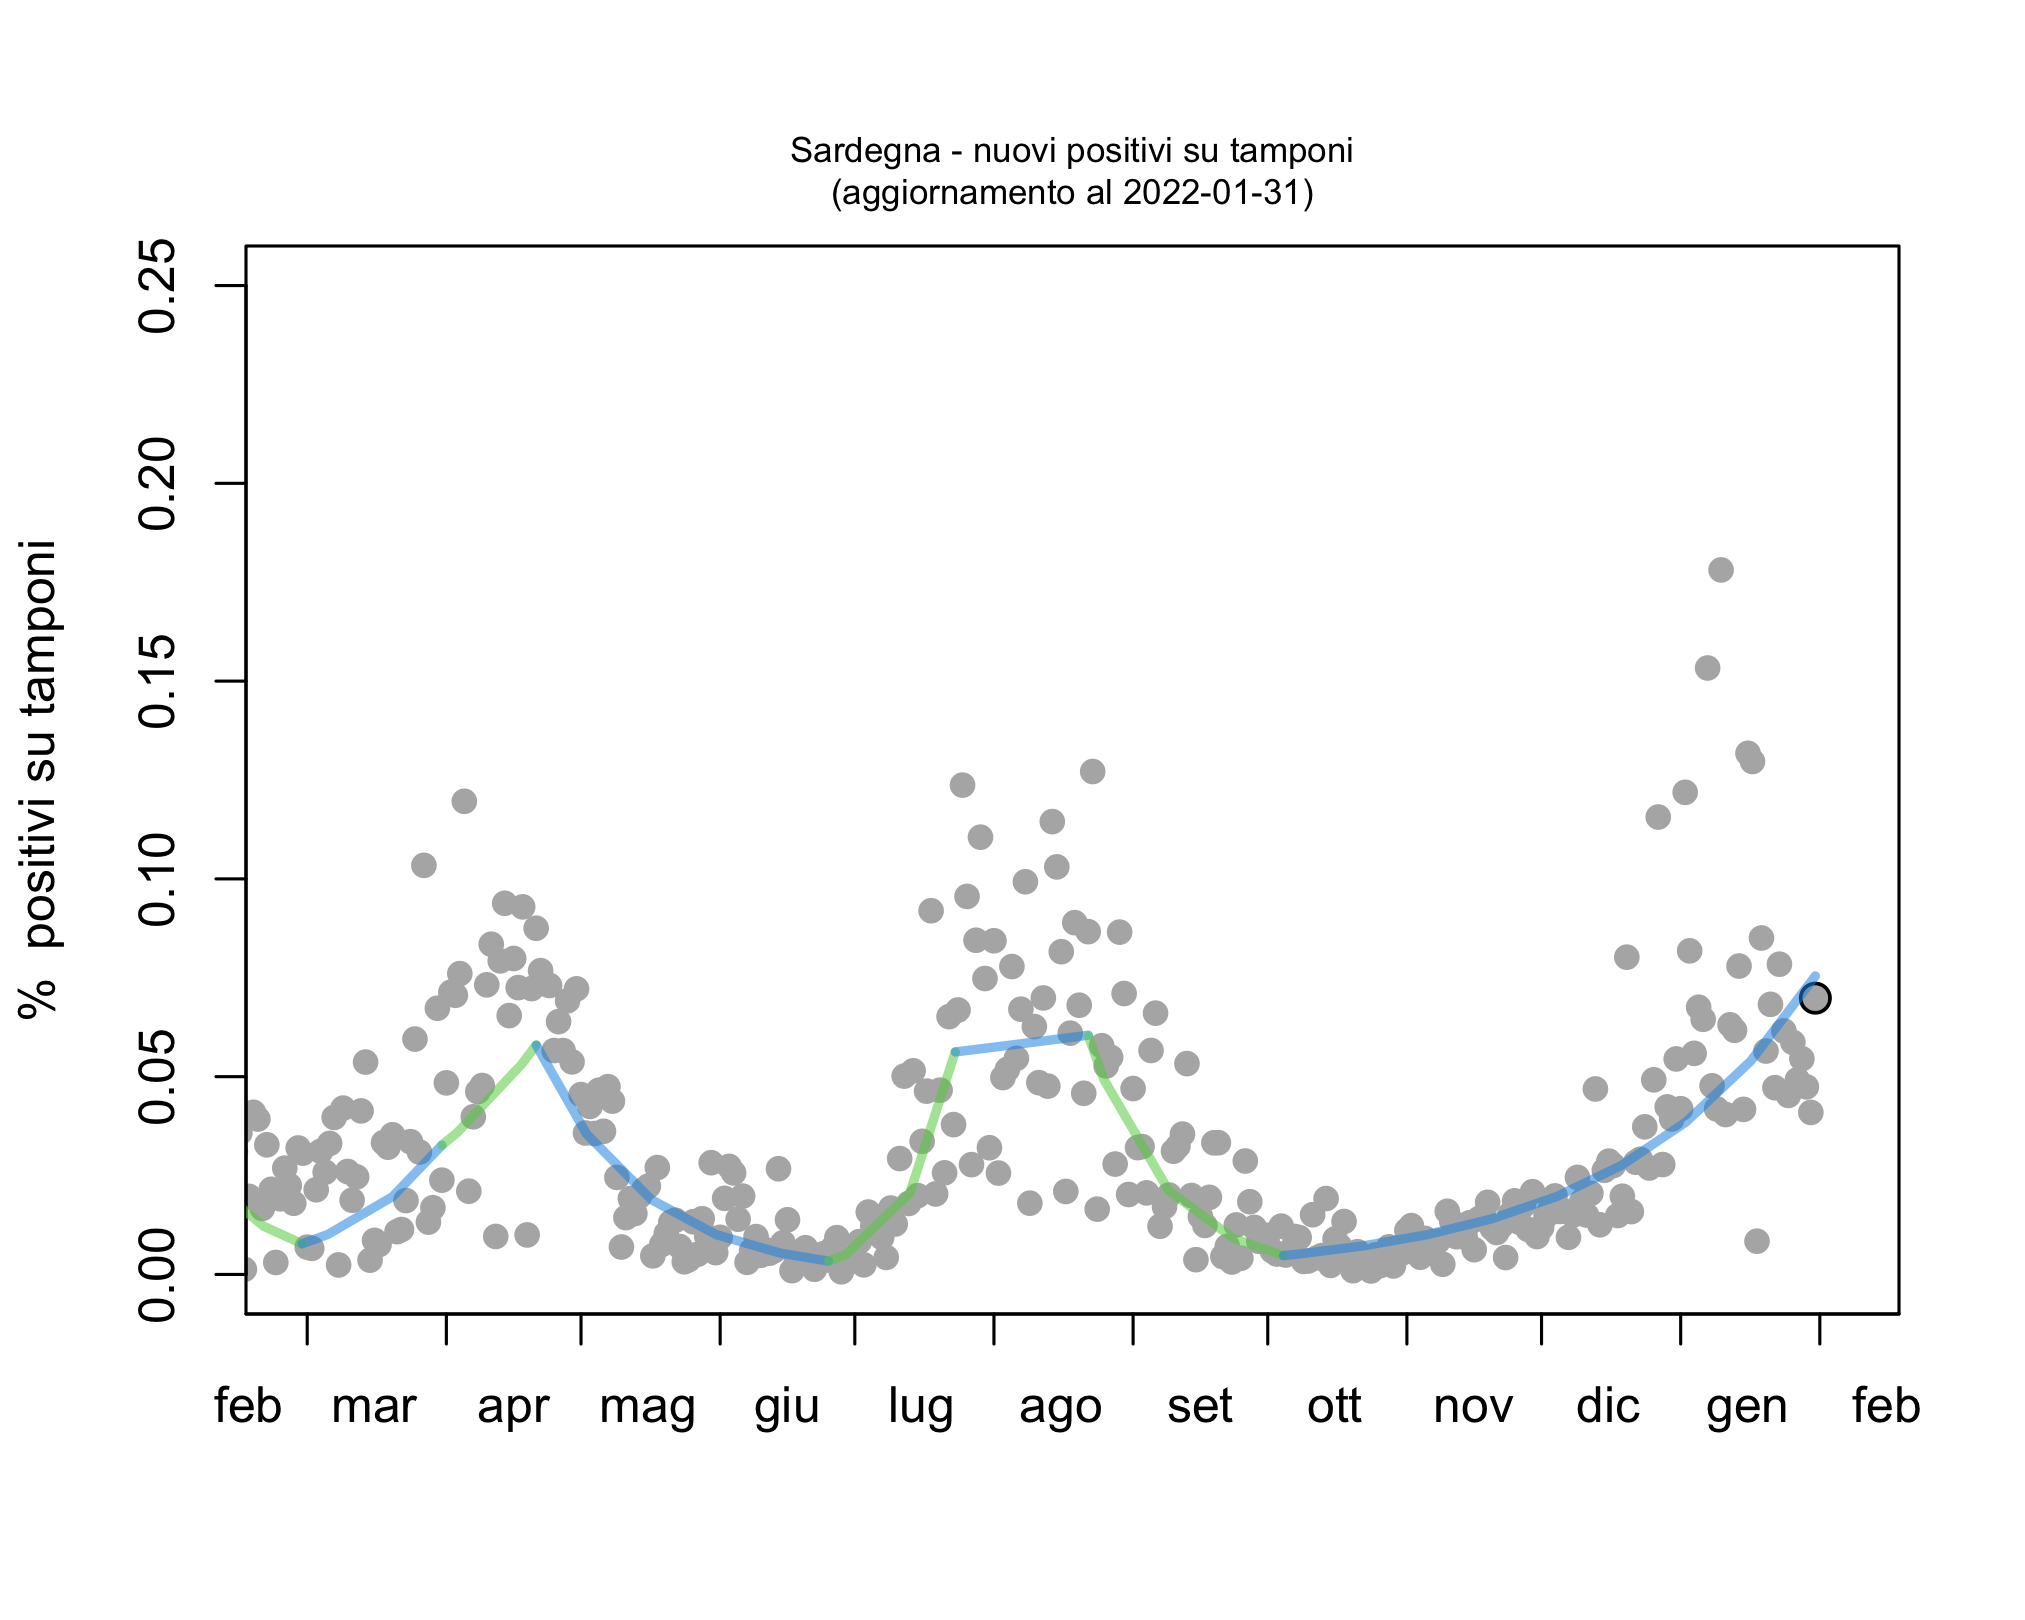 Sardegna - nuovi positivi su tamponi
(aggiornamento al 2022-01-31)
% positivi su tamponi
0.25
0.20
0.15
0.10
0.05
0.00
feb mar apr mag giu lug ago set ott nov dic gen feb